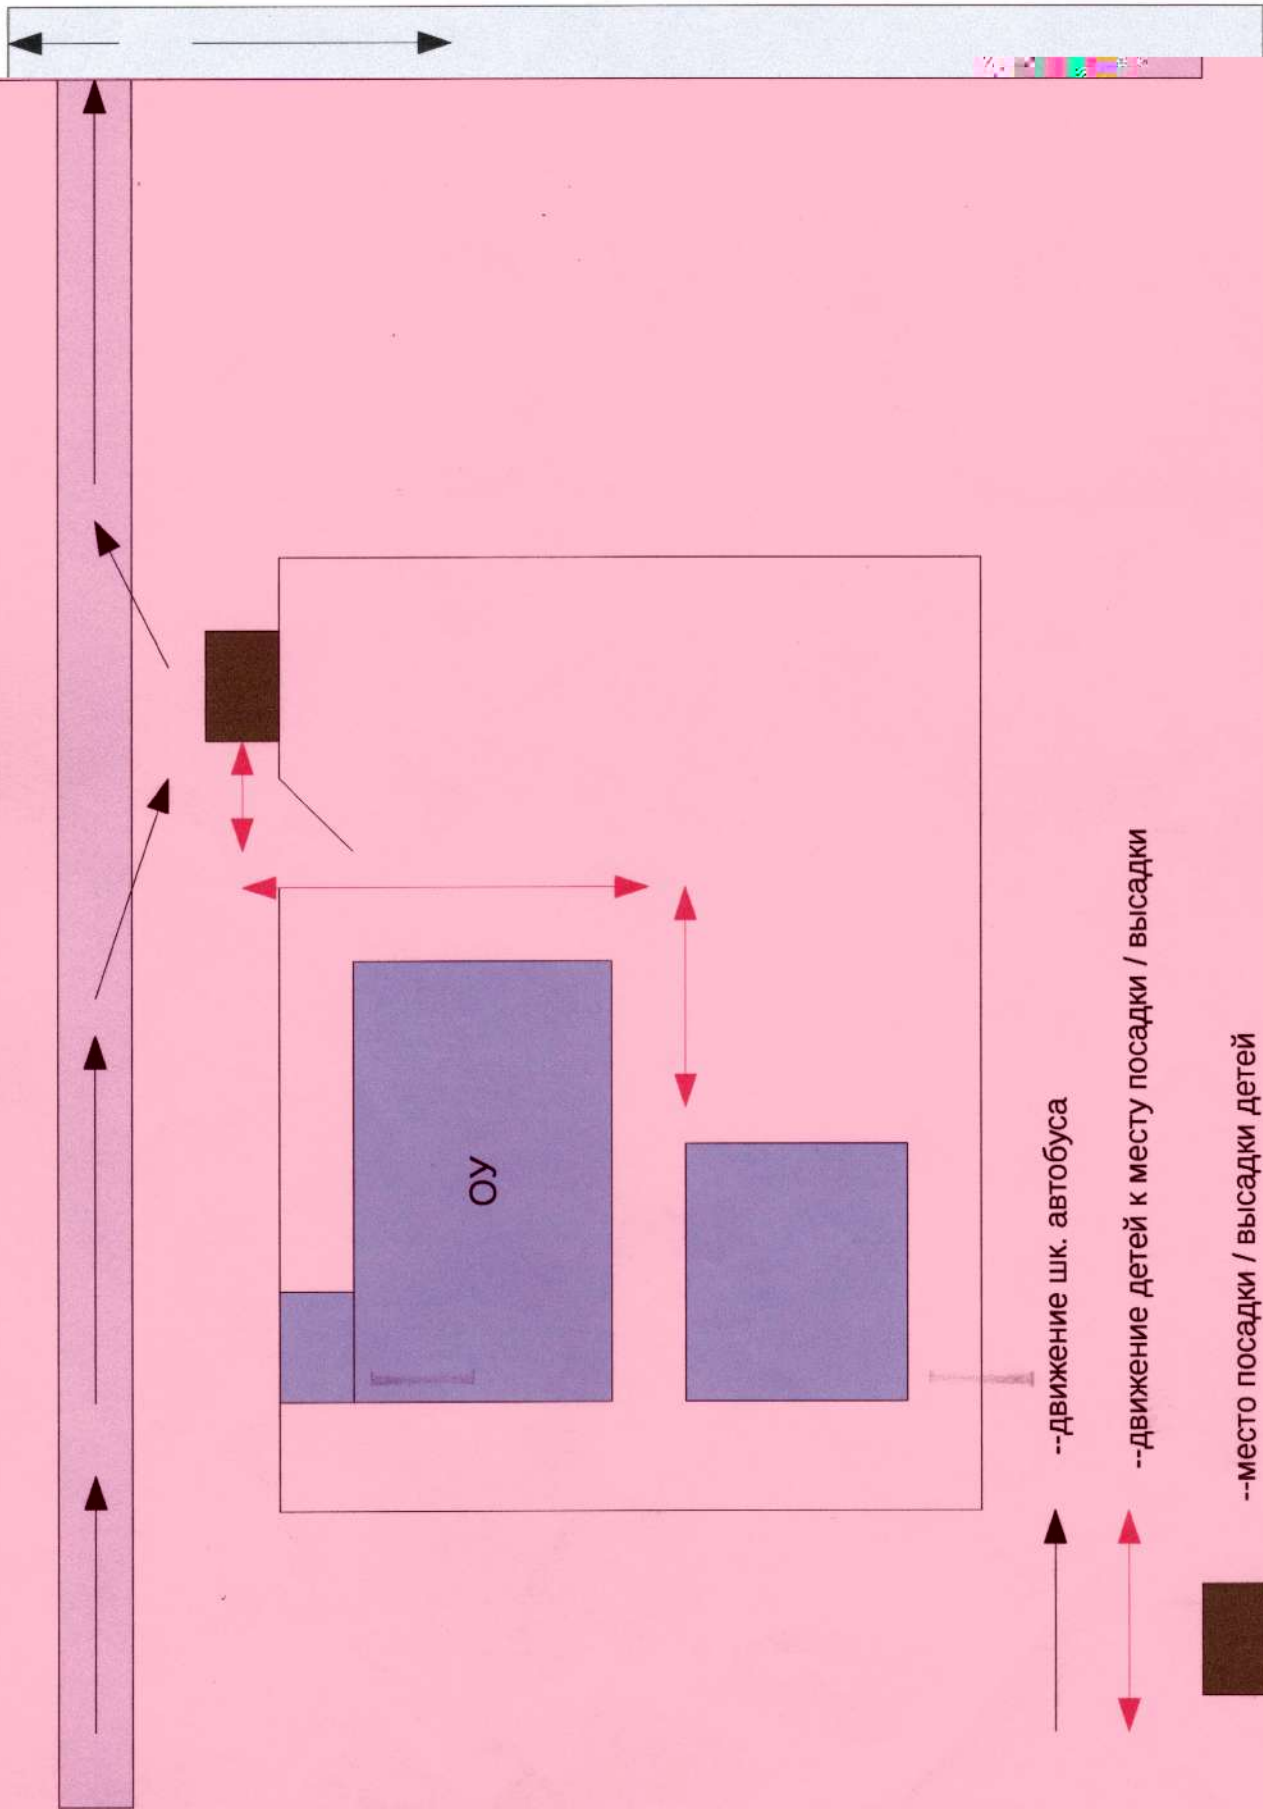 ОУ
--движение шк. автобуса
--движение детей к месту посадки / высадки
--место посадки / высадки детей